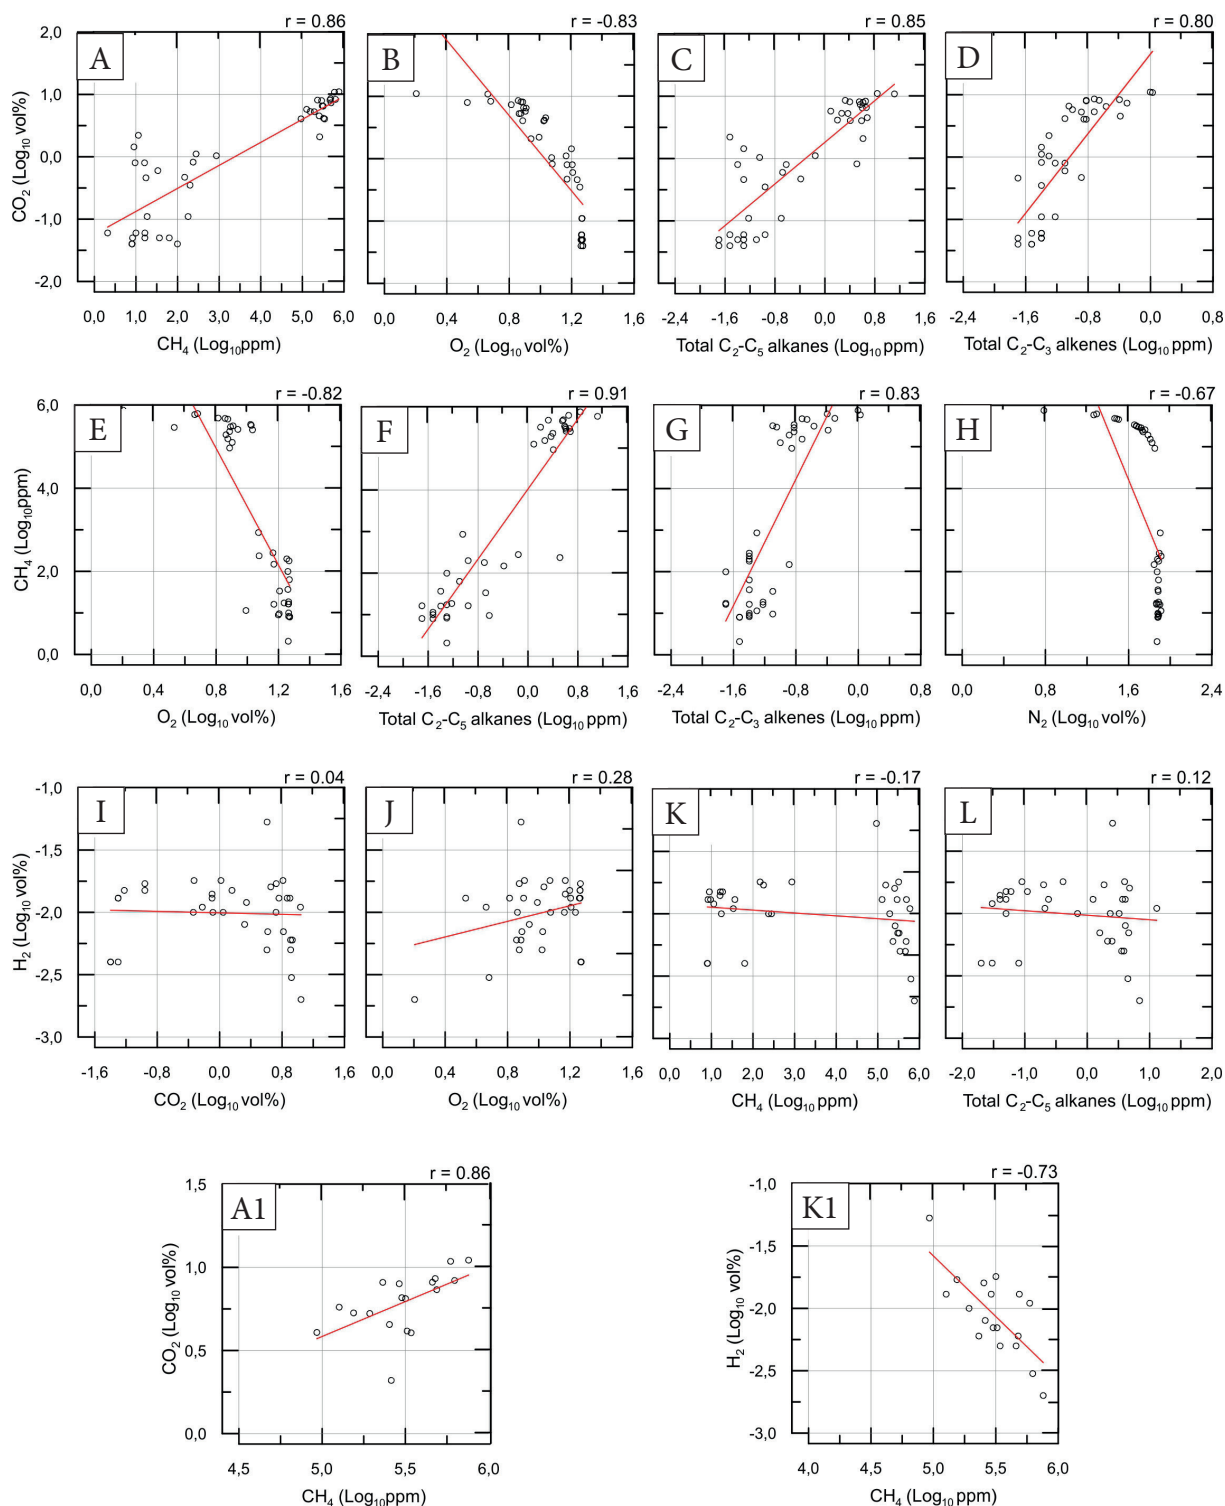 r = 0.86 r = -0.83 r = 0.85 r = 0.80
A B C D
2,0
1,0
0,0
-1,0
-2,0
CO₂ (Log₁₀ vol%)
0,0 1,0 2,0 3,0 4,0 5,0 6,0 0,0 0,4 0,8 1,2 1,6 -2,4 -1,6 -0,8 0,0 0,8 1,6 -2,4 -1,6 -0,8 0,0 0,8
CH₄ (Log₁₀ppm) O₂ (Log₁₀ vol%) Total C₂-C₅ alkanes (Log₁₀ ppm) Total C₂-C₃ alkenes (Log₁₀ ppm)
r = -0.82 r = 0.91 r = 0.83 r = -0.67
E F G H
6,0
4,0
2,0
0,0
CH₄ (Log₁₀ppm)
0,0 0,4 0,8 1,2 1,6 -2,4 -1,6 -0,8 0,0 0,8 1,6 -2,4 -1,6 -0,8 0,0 0,8 0,0 0,8 1,6 2,4
O₂ (Log₁₀ vol%) Total C₂-C₅ alkanes (Log₁₀ ppm) Total C₂-C₃ alkenes (Log₁₀ ppm) N₂ (Log₁₀ vol%)
r = 0.04 r = 0.28 r = -0.17 r = 0.12
I J K L
-1,0
-1,5
-2,0
-2,5
-3,0
H₂ (Log₁₀ vol%)
-1,6 -0,8 0,0 0,8 1,6 0,0 0,4 0,8 1,2 1,6 0,0 1,0 2,0 3,0 4,0 5,0 6,0 -2,0 -1,0 0,0 1,0 2,0
CO₂ (Log₁₀ vol%) O₂ (Log₁₀ vol%) CH₄ (Log₁₀ ppm) Total C₂-C₅ alkanes (Log₁₀ ppm)
r = 0.86 r = -0.73
A1 K1
1,5
1,0
0,5
0,0
CO₂ (Log₁₀ vol%)
4,5 5,0 5,5 6,0
CH₄ (Log₁₀ppm)
-1,0
-1,5
-2,0
-2,5
-3,0
H₂ (Log₁₀ vol%)
4,0 4,5 5,0 5,5 6,0
CH₄ (Log₁₀ ppm)